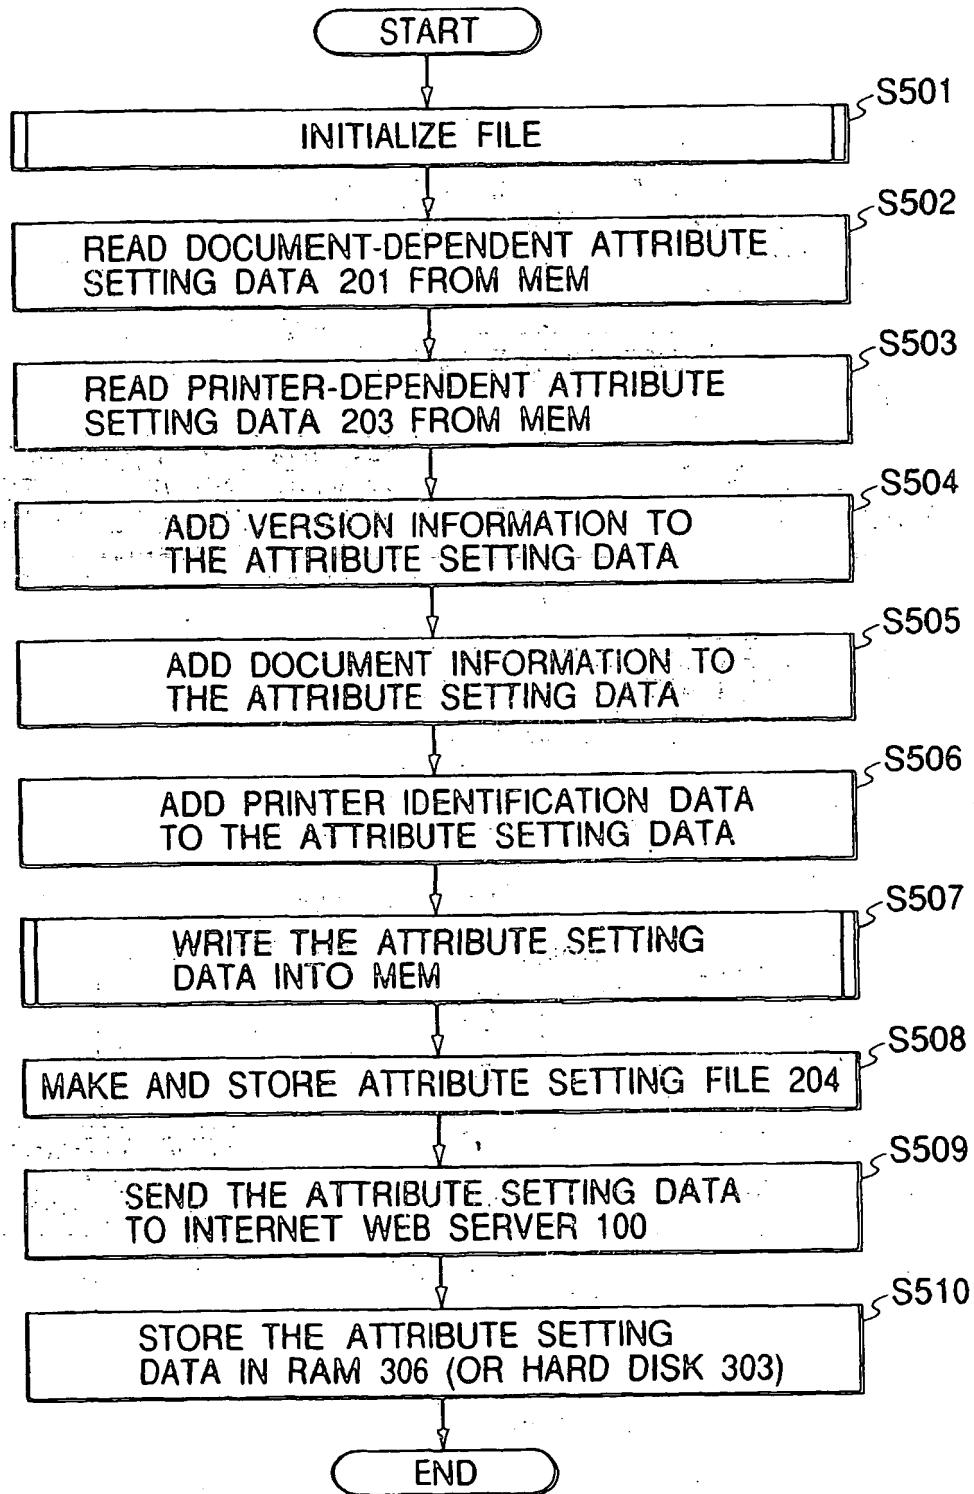 START
S501
INITIALIZE FILE
S502
READ DOCUMENT-DEPENDENT ATTRIBUTE
SETTING DATA 201 FROM MEM
S503
READ PRINTER-DEPENDENT ATTRIBUTE
SETTING DATA 203 FROM MEM
S504
ADD VERSION INFORMATION TO
THE ATTRIBUTE SETTING DATA
S505
ADD DOCUMENT INFORMATION TO
THE ATTRIBUTE SETTING DATA
S506
ADD PRINTER IDENTIFICATION DATA
TO THE ATTRIBUTE SETTING DATA
S507
WRITE THE ATTRIBUTE SETTING
DATA INTO MEM
S508
MAKE AND STORE ATTRIBUTE SETTING FILE 204
S509
SEND THE ATTRIBUTE SETTING DATA
TO INTERNET WEB SERVER 100
S510
STORE THE ATTRIBUTE SETTING
DATA IN RAM 306 (OR HARD DISK 303)
END